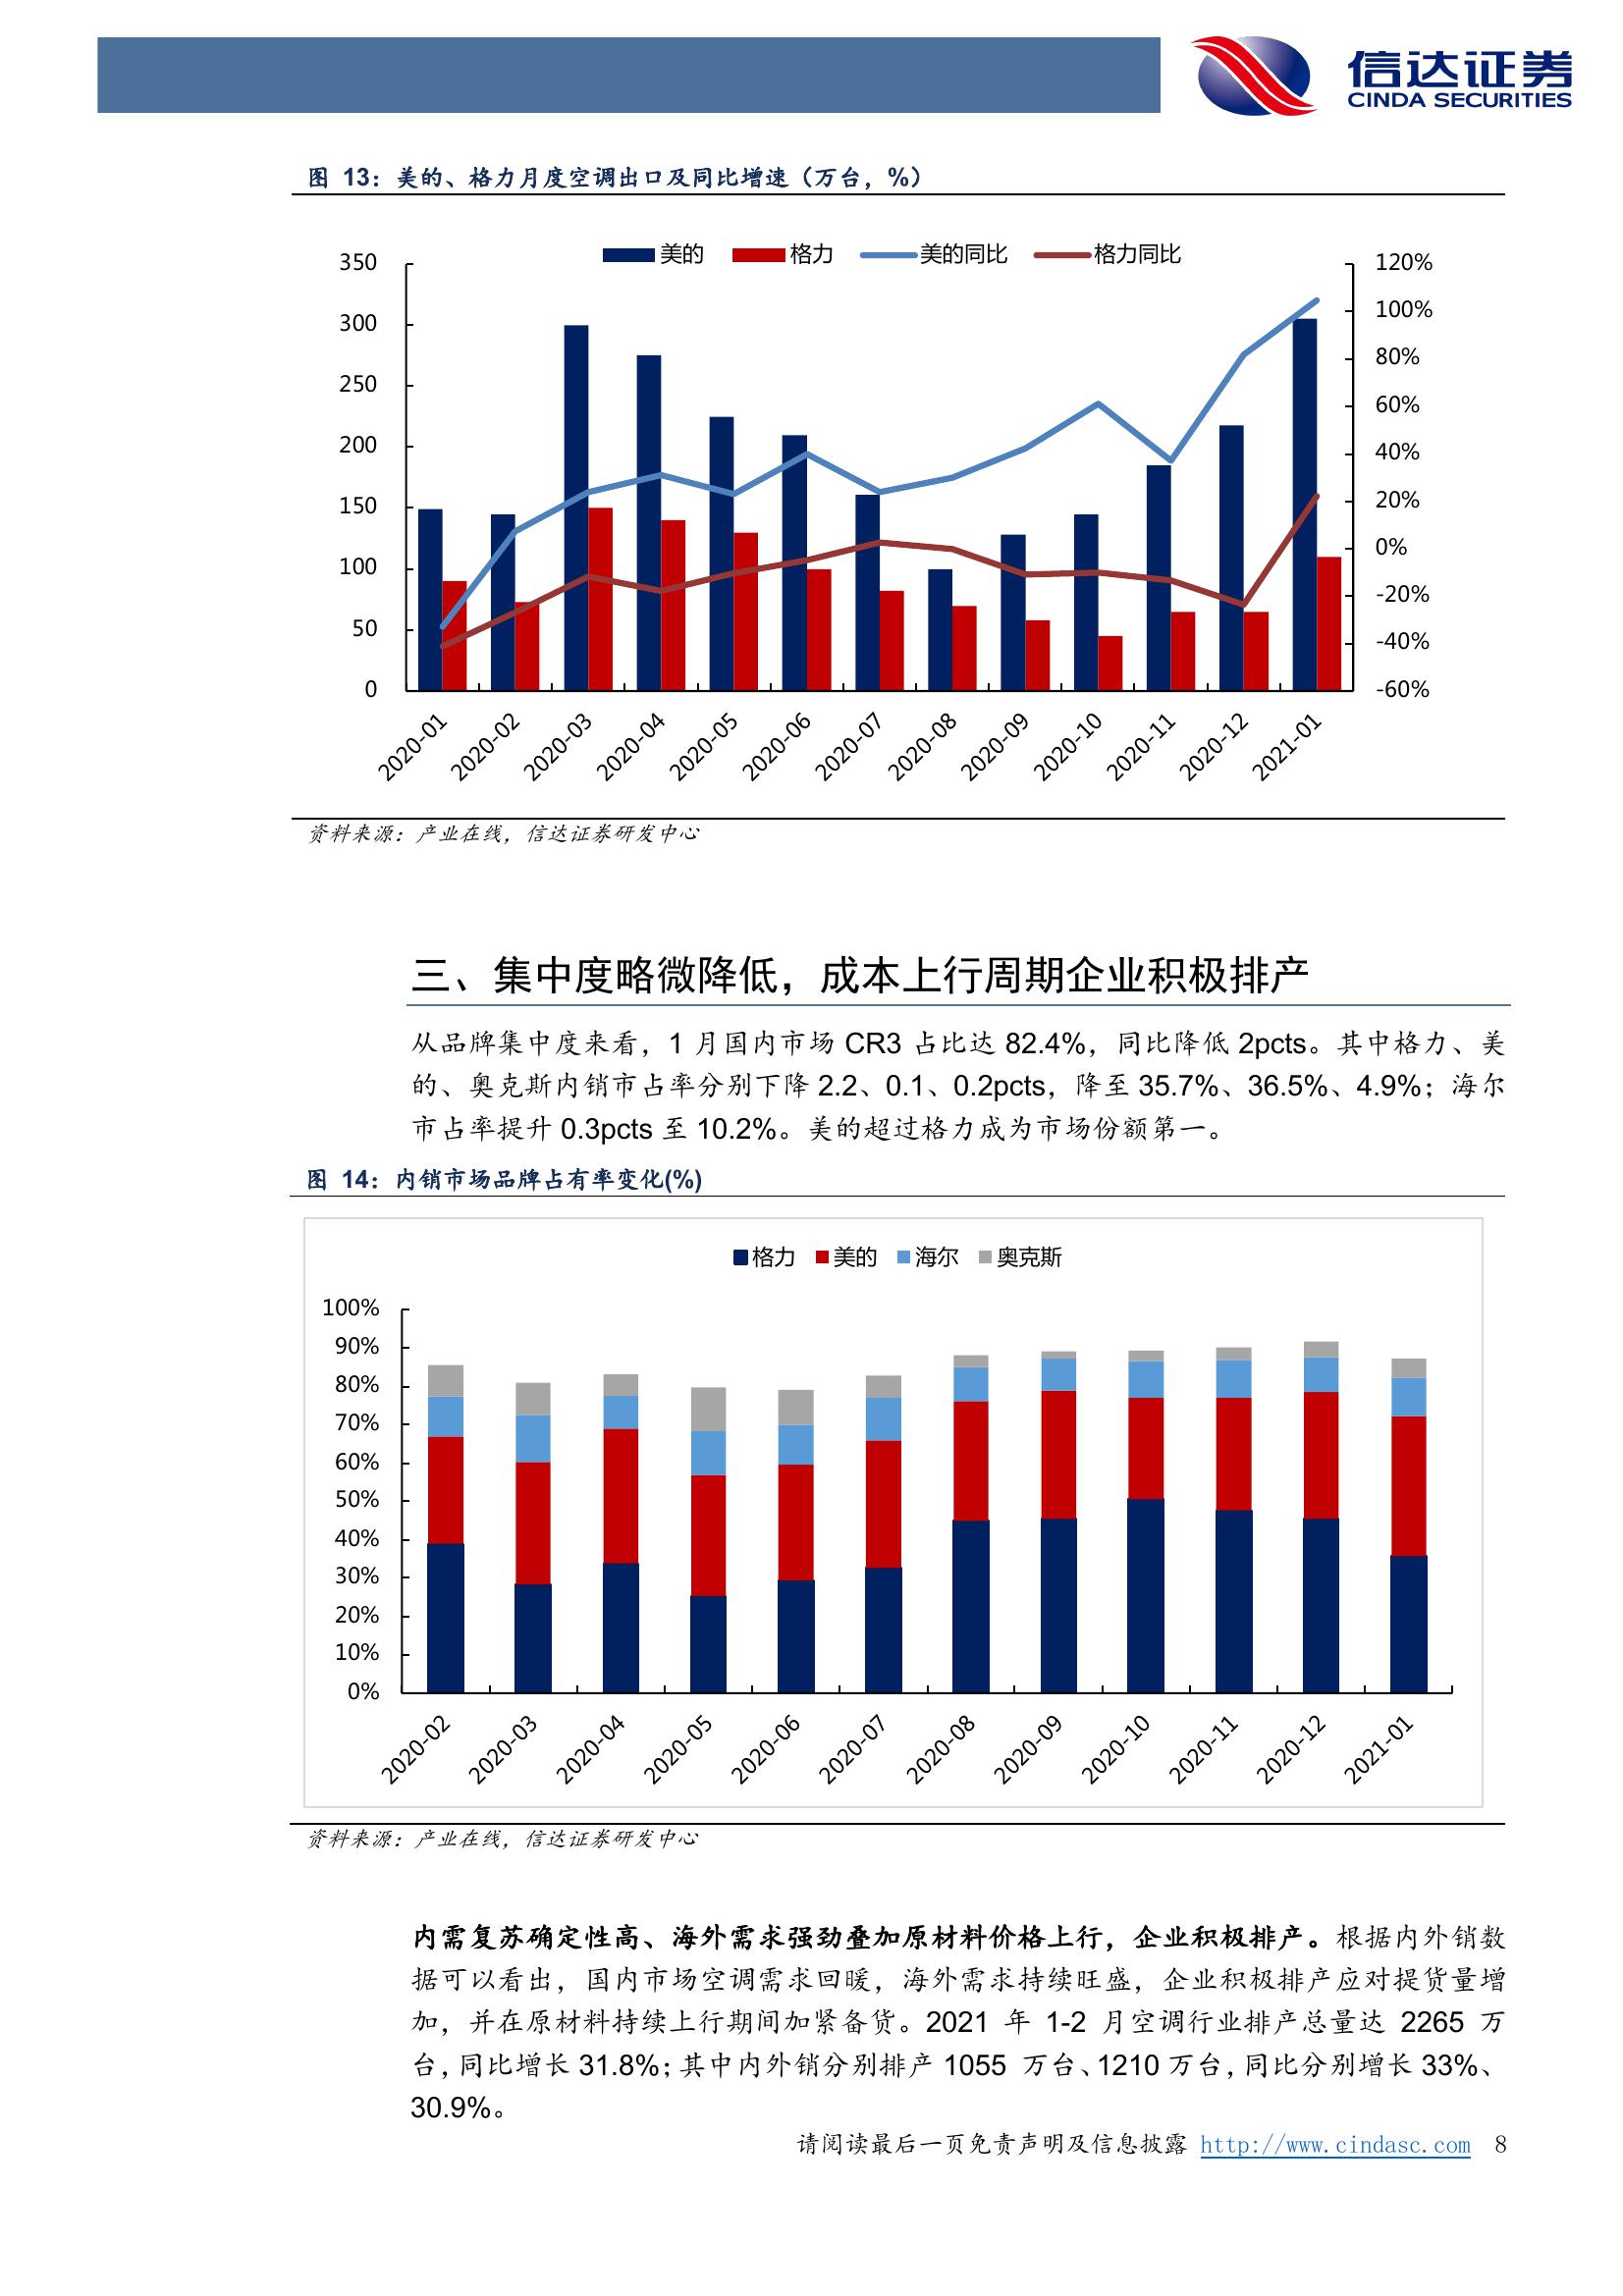 信达证券
CINDA SECURITIES
图 13：美的、格力月度空调出口及同比增速（万台，%）
美的 格力 美的同比 格力同比
350
300
250
200
150
100
50
0
120%
100%
80%
60%
40%
20%
0%
-20%
-40%
-60%
2020-01 2020-02 2020-03 2020-04 2020-05 2020-06 2020-07 2020-08 2020-09 2020-10 2020-11 2020-12 2021-01
资料来源：产业在线，信达证券研发中心
三、集中度略微降低，成本上行周期企业积极排产
从品牌集中度来看，1 月国内市场 CR3 占比达 82.4%，同比降低 2pcts。其中格力、美
的、奥克斯内销市占率分别下降 2.2、0.1、0.2pcts，降至 35.7%、36.5%、4.9%；海尔
市占率提升 0.3pcts 至 10.2%。美的超过格力成为市场份额第一。
图 14：内销市场品牌占有率变化(%)
格力 美的 海尔 奥克斯
100%
90%
80%
70%
60%
50%
40%
30%
20%
10%
0%
2020-02 2020-03 2020-04 2020-05 2020-06 2020-07 2020-08 2020-09 2020-10 2020-11 2020-12 2021-01
资料来源：产业在线，信达证券研发中心
内需复苏确定性高、海外需求强劲叠加原材料价格上行，企业积极排产。根据内外销数
据可以看出，国内市场空调需求回暖，海外需求持续旺盛，企业积极排产应对提货量增
加，并在原材料持续上行期间加紧备货。2021 年 1-2 月空调行业排产总量达 2265 万
台，同比增长 31.8%；其中内外销分别排产 1055 万台、1210 万台，同比分别增长 33%、
30.9%。
请阅读最后一页免责声明及信息披露 http://www.cindasc.com 8